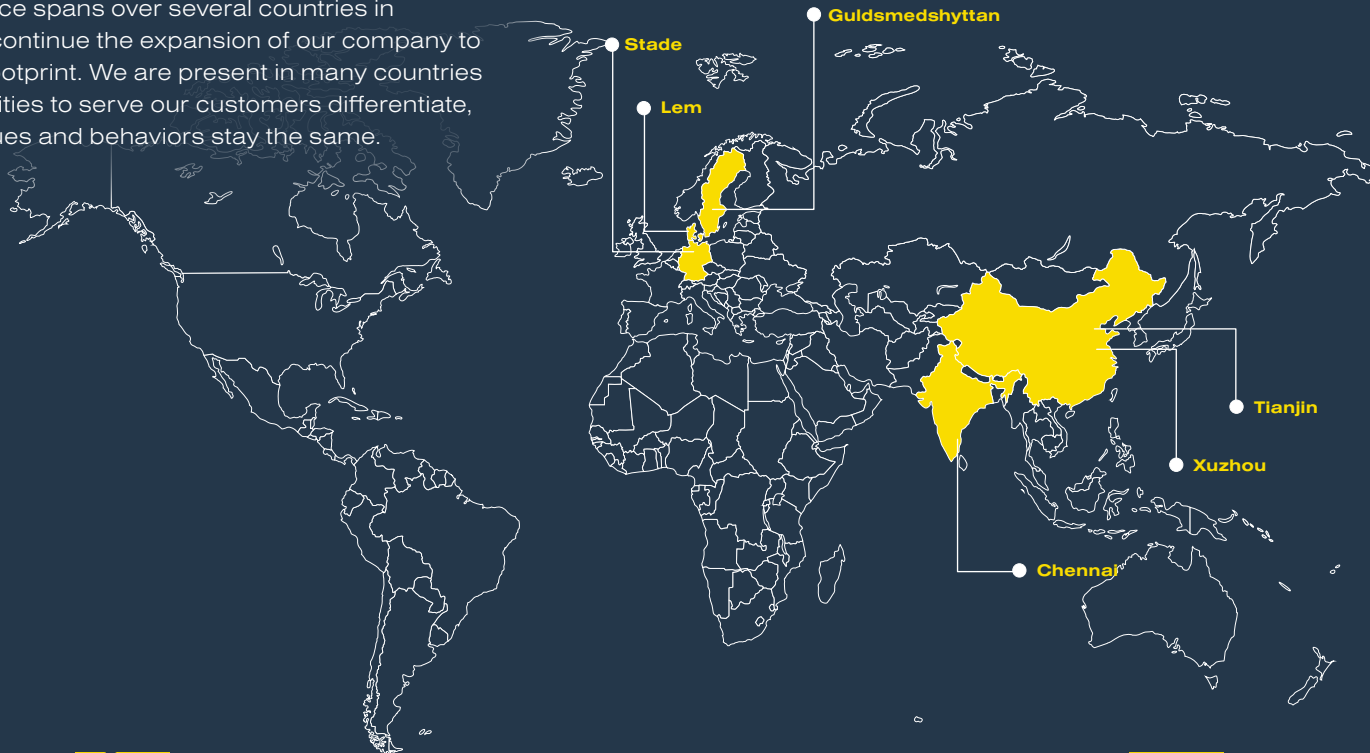 ce spans over several countries in
continue the expansion of our company to
otprint. We are present in many countries
ities to serve our customers differentiate,
ues and behaviors stay the same.
Guldsmedshyttan
Stade
Lem
Tianjin
Xuzhou
Chennai